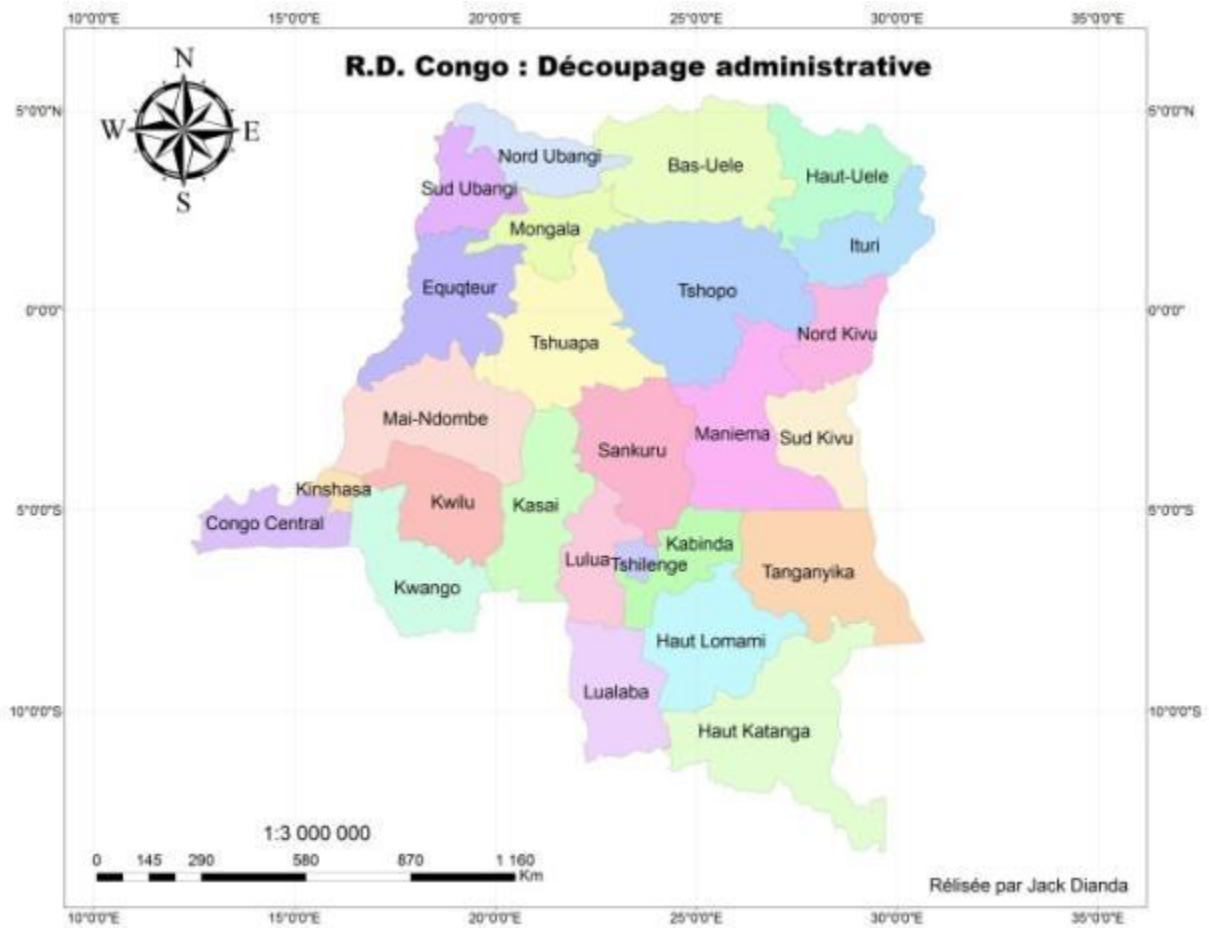 10°0'0"E 15°0'0"E 20°0'0"E 25°0'0"E 30°0'0"E 35°0'0"E
R.D. Congo : Découpage administrative
N
W E
S
5°0'0"N 5°0'0"N
Nord Ubangi
Bas-Uele
Haut-Uele
Sud Ubangi
Mongala
Ituri
Equqteur
Tshopo
0°0'0" 0°0'0"
Nord Kivu
Tshuapa
Mai-Ndombe
Maniema
Sud Kivu
Sankuru
Kinshasa
Kwilu
Kasai
5°0'0"S 5°0'0"S
Congo Central
Kabinda
Lulua
Tshilenge
Tanganyika
Kwango
Haut Lomami
Lualaba
10°0'0"S 10°0'0"S
Haut Katanga
1:3 000 000
0 145 290 580 870 1 160
Km
Rélisée par Jack Dianda
10°0'0"E 15°0'0"E 20°0'0"E 25°0'0"E 30°0'0"E 35°0'0"E